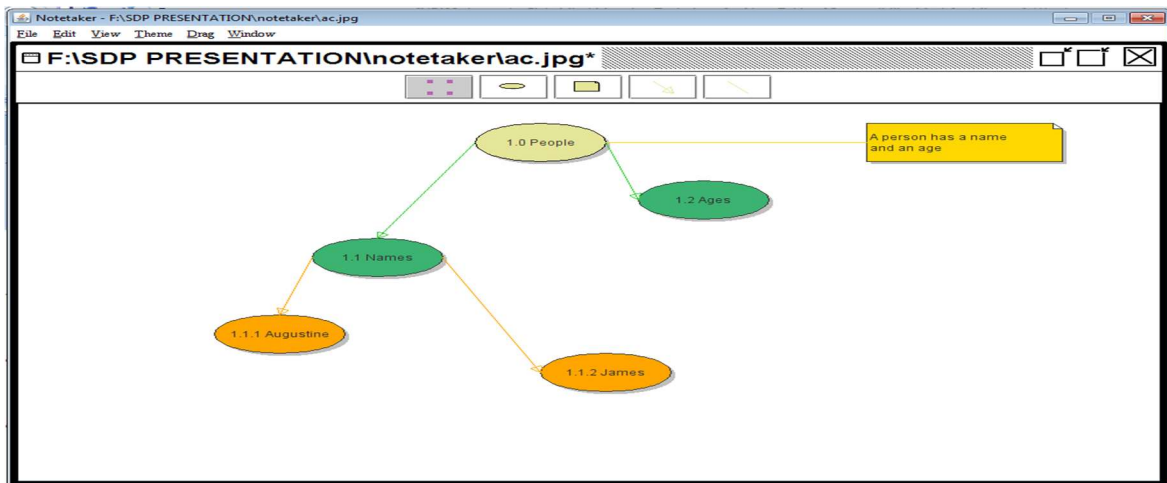 Notetaker - F:\SDP PRESENTATION\notetaker\ac.jpg
File Edit View Theme Drag Window
F:\SDP PRESENTATION\notetaker\ac.jpg*
1.0 People
A person has a name
and an age
1.2 Ages
1.1 Names
1.1.1 Augustine
1.1.2 James